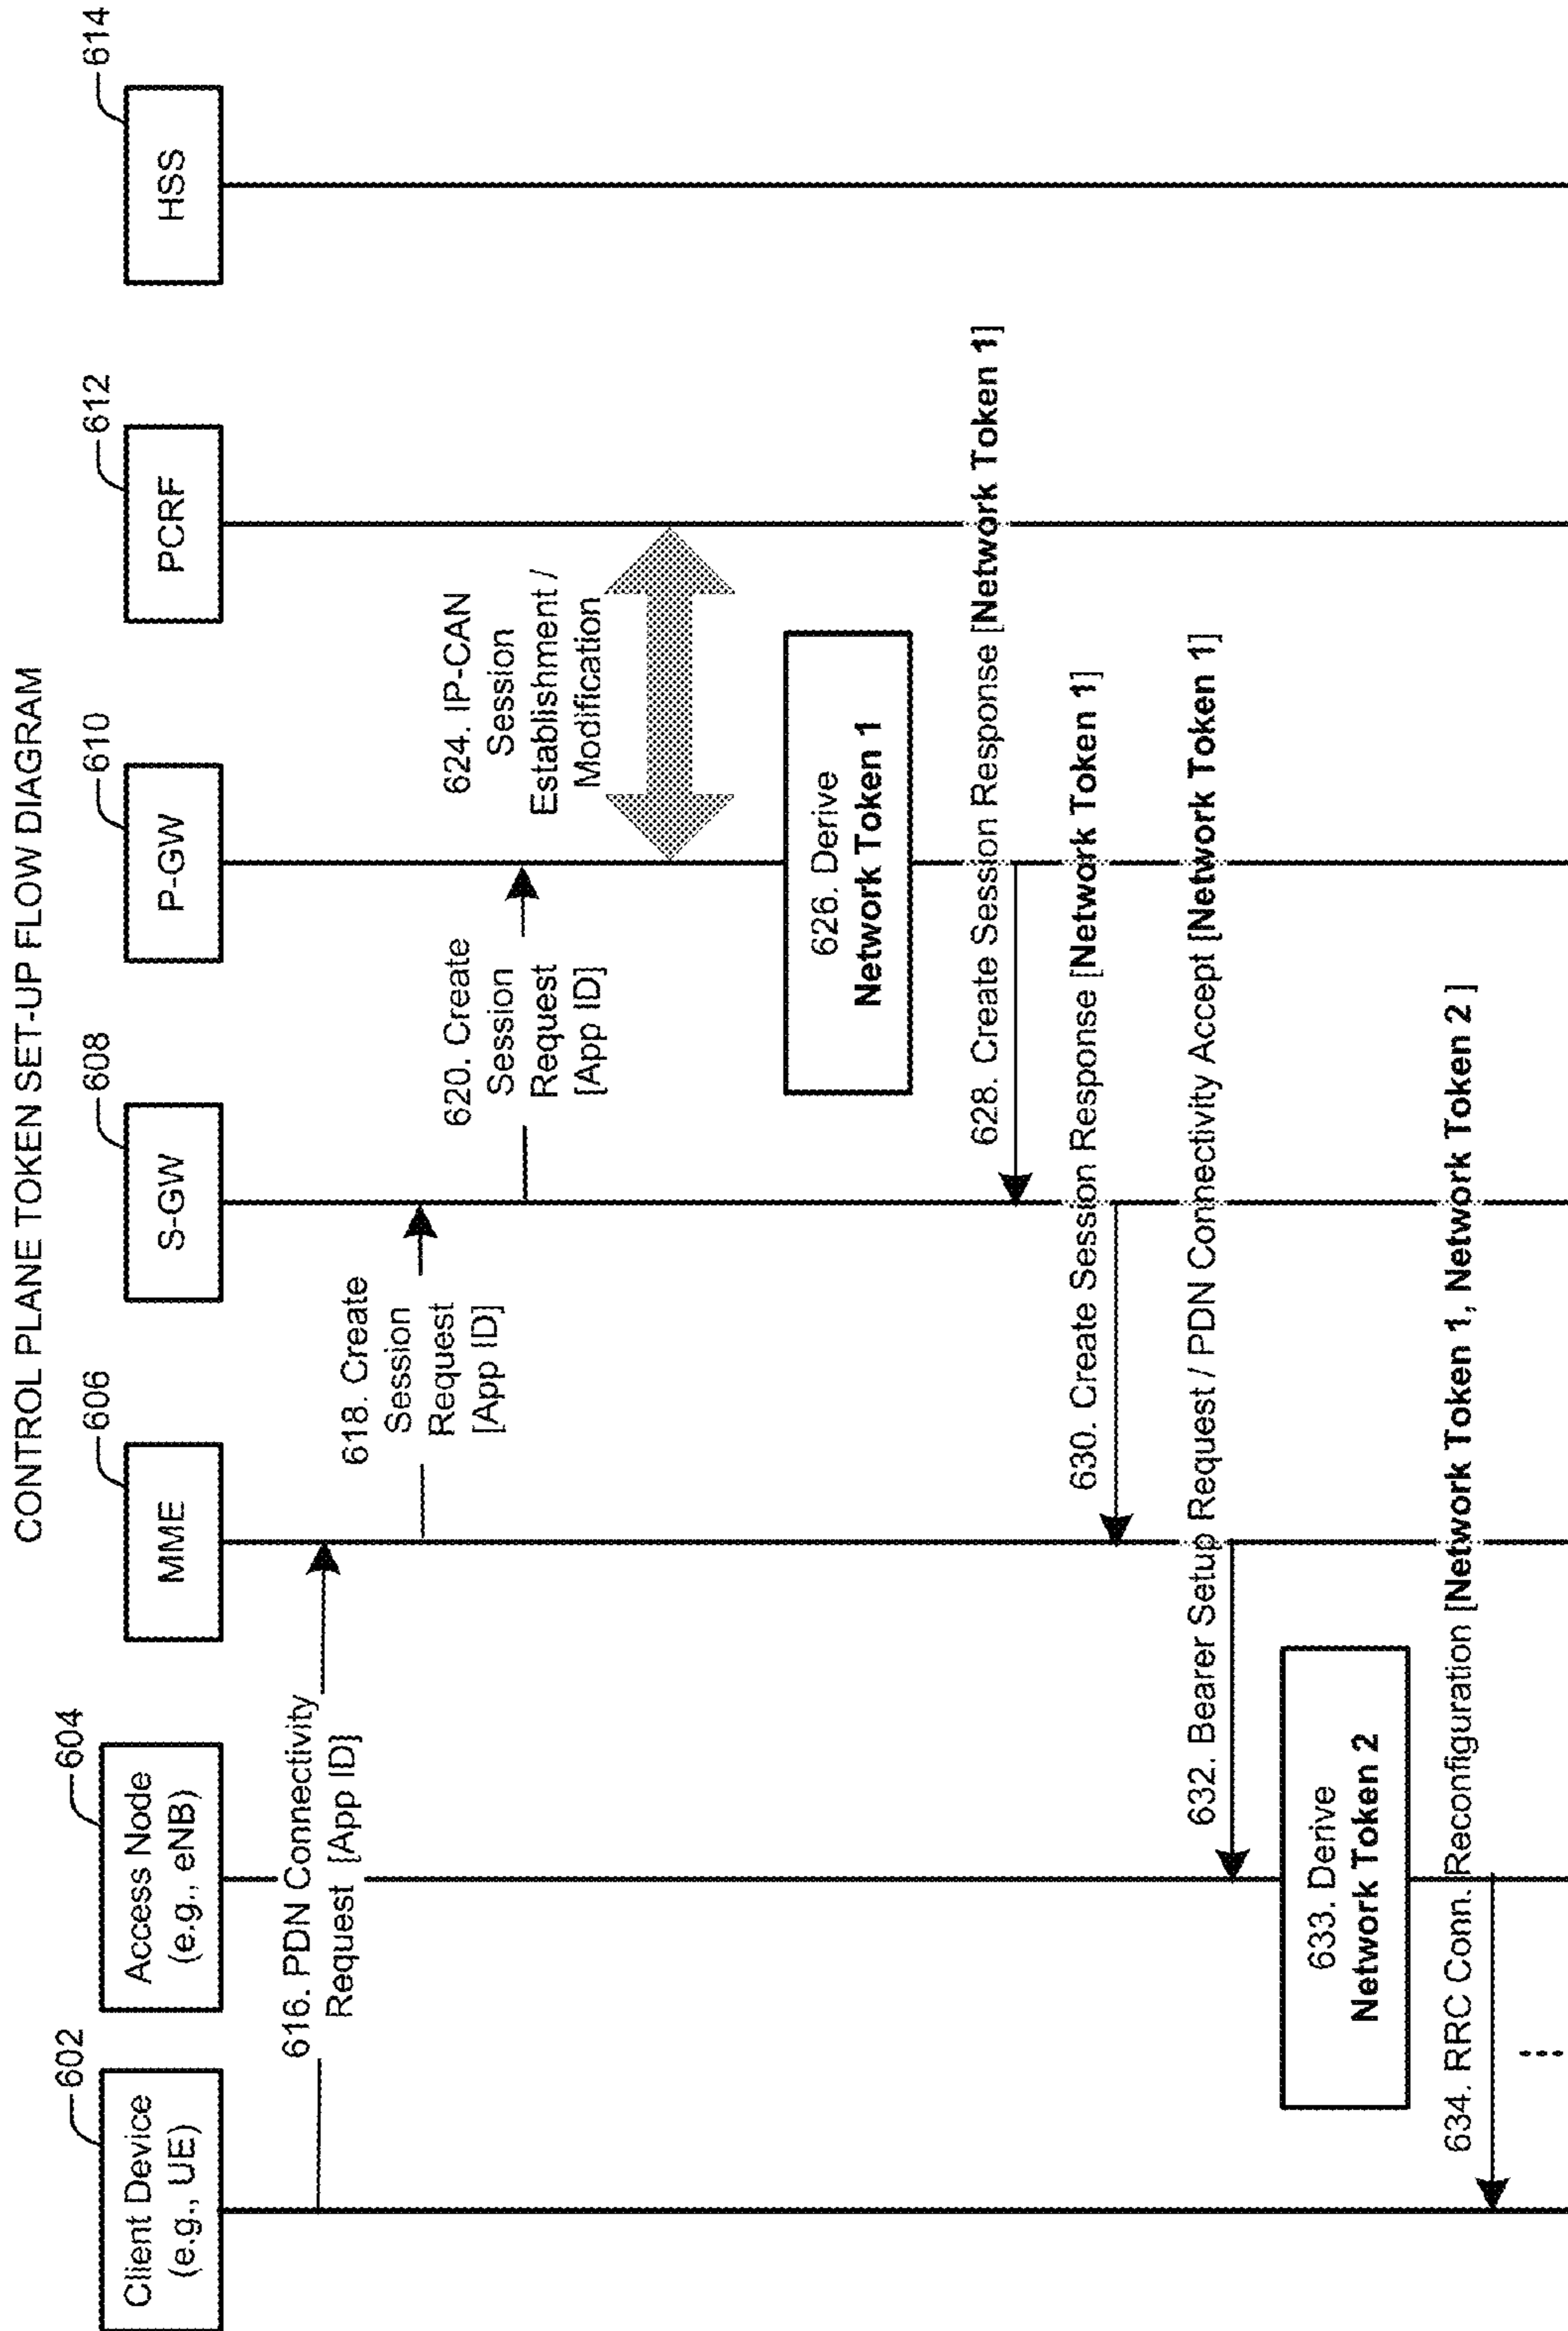 CONTROL PLANE TOKEN SET-UP FLOW DIAGRAM
602
604
606
608
610
612
614
Client Device
(e.g., UE)
Access Node
(e.g., eNB)
MME
S-GW
P-GW
PCRF
HSS
616. PDN Connectivity
Request [App ID]
618. Create
Session
Request
[App ID]
620. Create
Session
Request
[App ID]
624. IP-CAN
Session
Establishment /
Modification
626. Derive
Network Token 1
628. Create Session Response [Network Token 1]
630. Create Session Response [Network Token 1]
632. Bearer Setup Request / PDN Connectivity Accept [Network Token 1]
633. Derive
Network Token 2
634. RRC Conn. Reconfiguration [Network Token 1, Network Token 2]